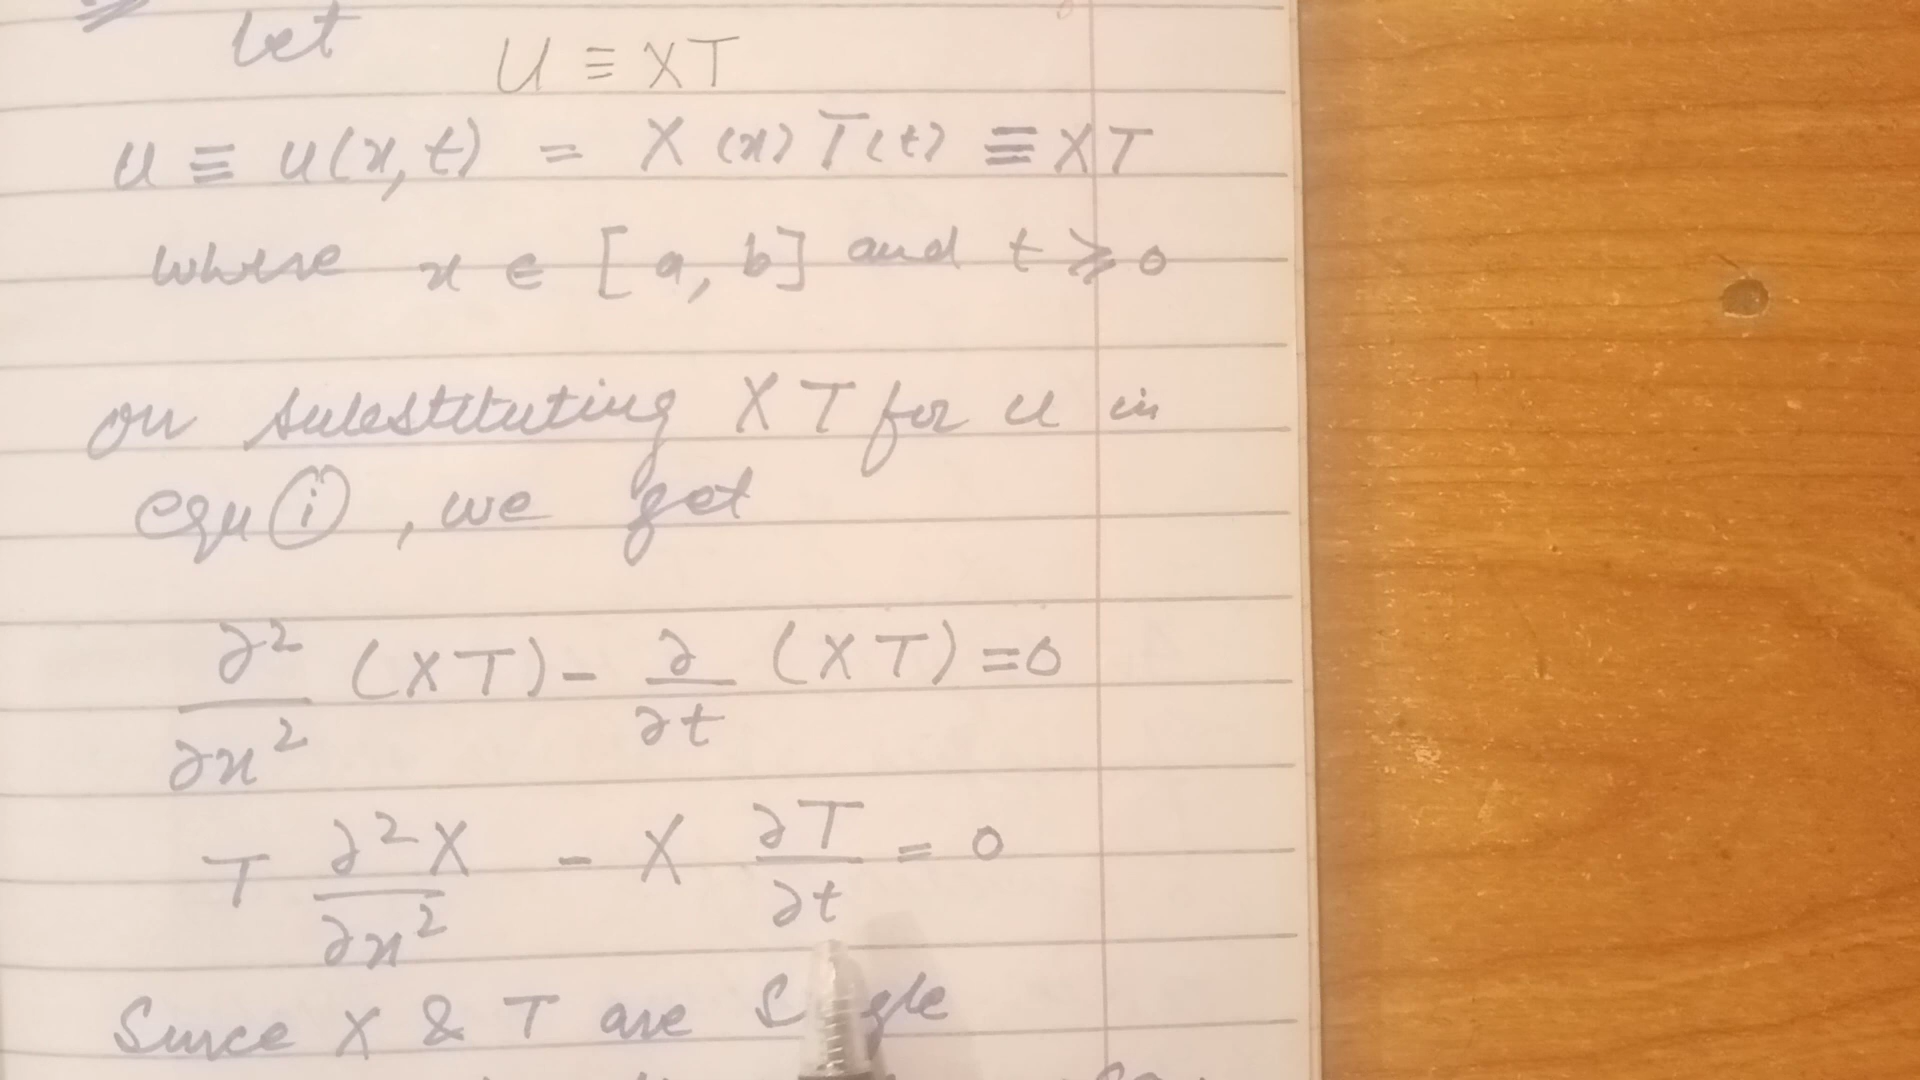 Let U ≡ XT
u ≡ u(x,t) = X(x)T(t) ≡ XT
where x ∈ [a, b] and t ⩾ 0
on substituting XT for u in
equ (i), we get
∂²/∂x² (XT) - ∂/∂t (XT) = 0
T ∂²X/∂x² - X ∂T/∂t = 0
Since X & T are